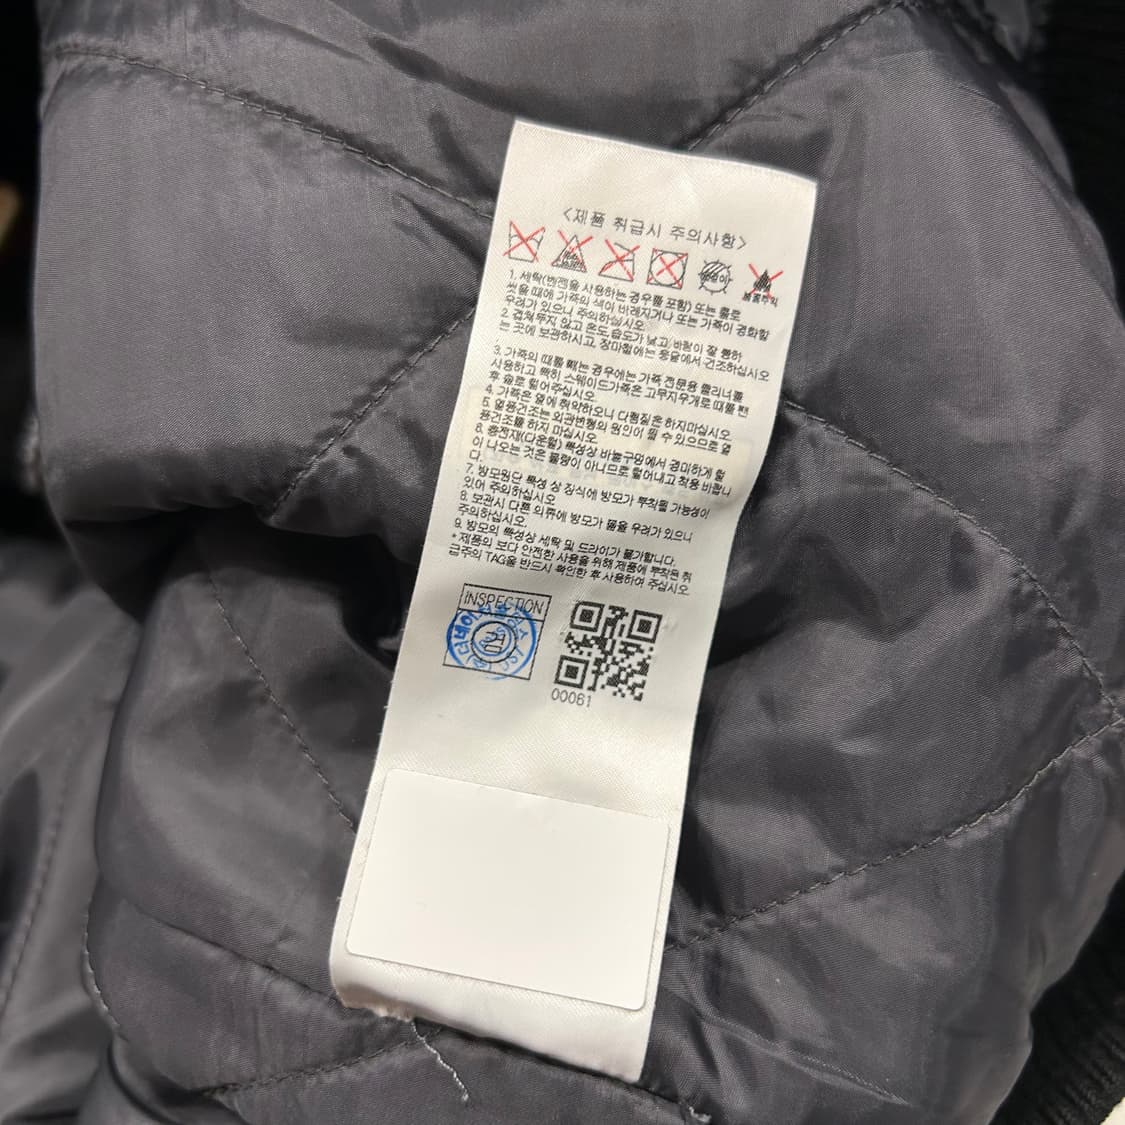 <제품 취급시 주의사항>
1. 세탁(벤젠을 사용하는 경우를 포함) 또는 물로
씻을 때에 가죽의 색이 바래지거나 또는 가죽이 경화할
우려가 있으니 주의하십시오
2. 겹쳐두지 않고 온도,습도가 낮고/바람이 잘 통하
는 곳에 보관하시고, 장마철에는 응달에서 건조하십시오
3. 가죽의 때를 빼는 경우에는 가죽 전문용 클리너를
사용하고 특히 스웨이드가죽은 고무지우개로 때를 뺀
후 솔로 털어주십시오.
4. 가죽은 열에 취약하오니 다림질은 하지마십시오.
5. 열풍건조는 외관변형의 원인이 될 수 있으므로 열
풍건조를 하지 마십시오
6. 충전재(다운털) 특성상 바늘구멍에서 경미하게 털
이 나오는 것은 불량이 아니므로 털어내고 착용 바랍니
다.
7. 방모원단 특성 상 장식에 방모가 부착될 가능성이
있어 주의하십시오
8. 보관시 다른 의류에 방모가 묻을 우려가 있으니
주의하십시오.
9. 방모의 특성상 세탁 및 드라이가 불가합니다.
* 제품의 보다 안전한 사용을 위해 제품에 부착된 취
급주의 TAG을 반드시 확인한 후 사용하여 주십시오.
INSPECTION
00061